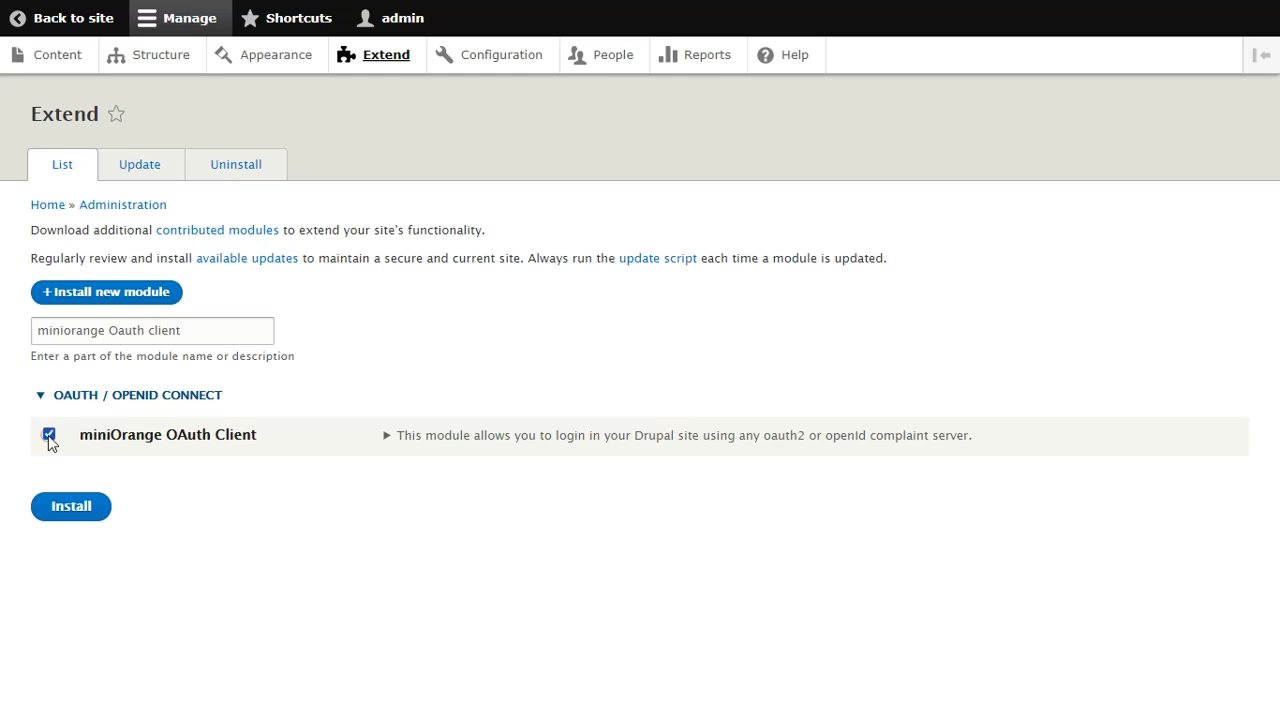 Back to site Manage Shortcuts admin
Content Structure Appearance Extend Configuration People Reports Help
Extend
List Update Uninstall
Home » Administration
Download additional contributed modules to extend your site's functionality.
Regularly review and install available updates to maintain a secure and current site. Always run the update script each time a module is updated.
+ Install new module
miniorange Oauth client
Enter a part of the module name or description
▼ OAUTH / OPENID CONNECT
miniOrange OAuth Client ▶ This module allows you to login in your Drupal site using any oauth2 or openId complaint server.
Install